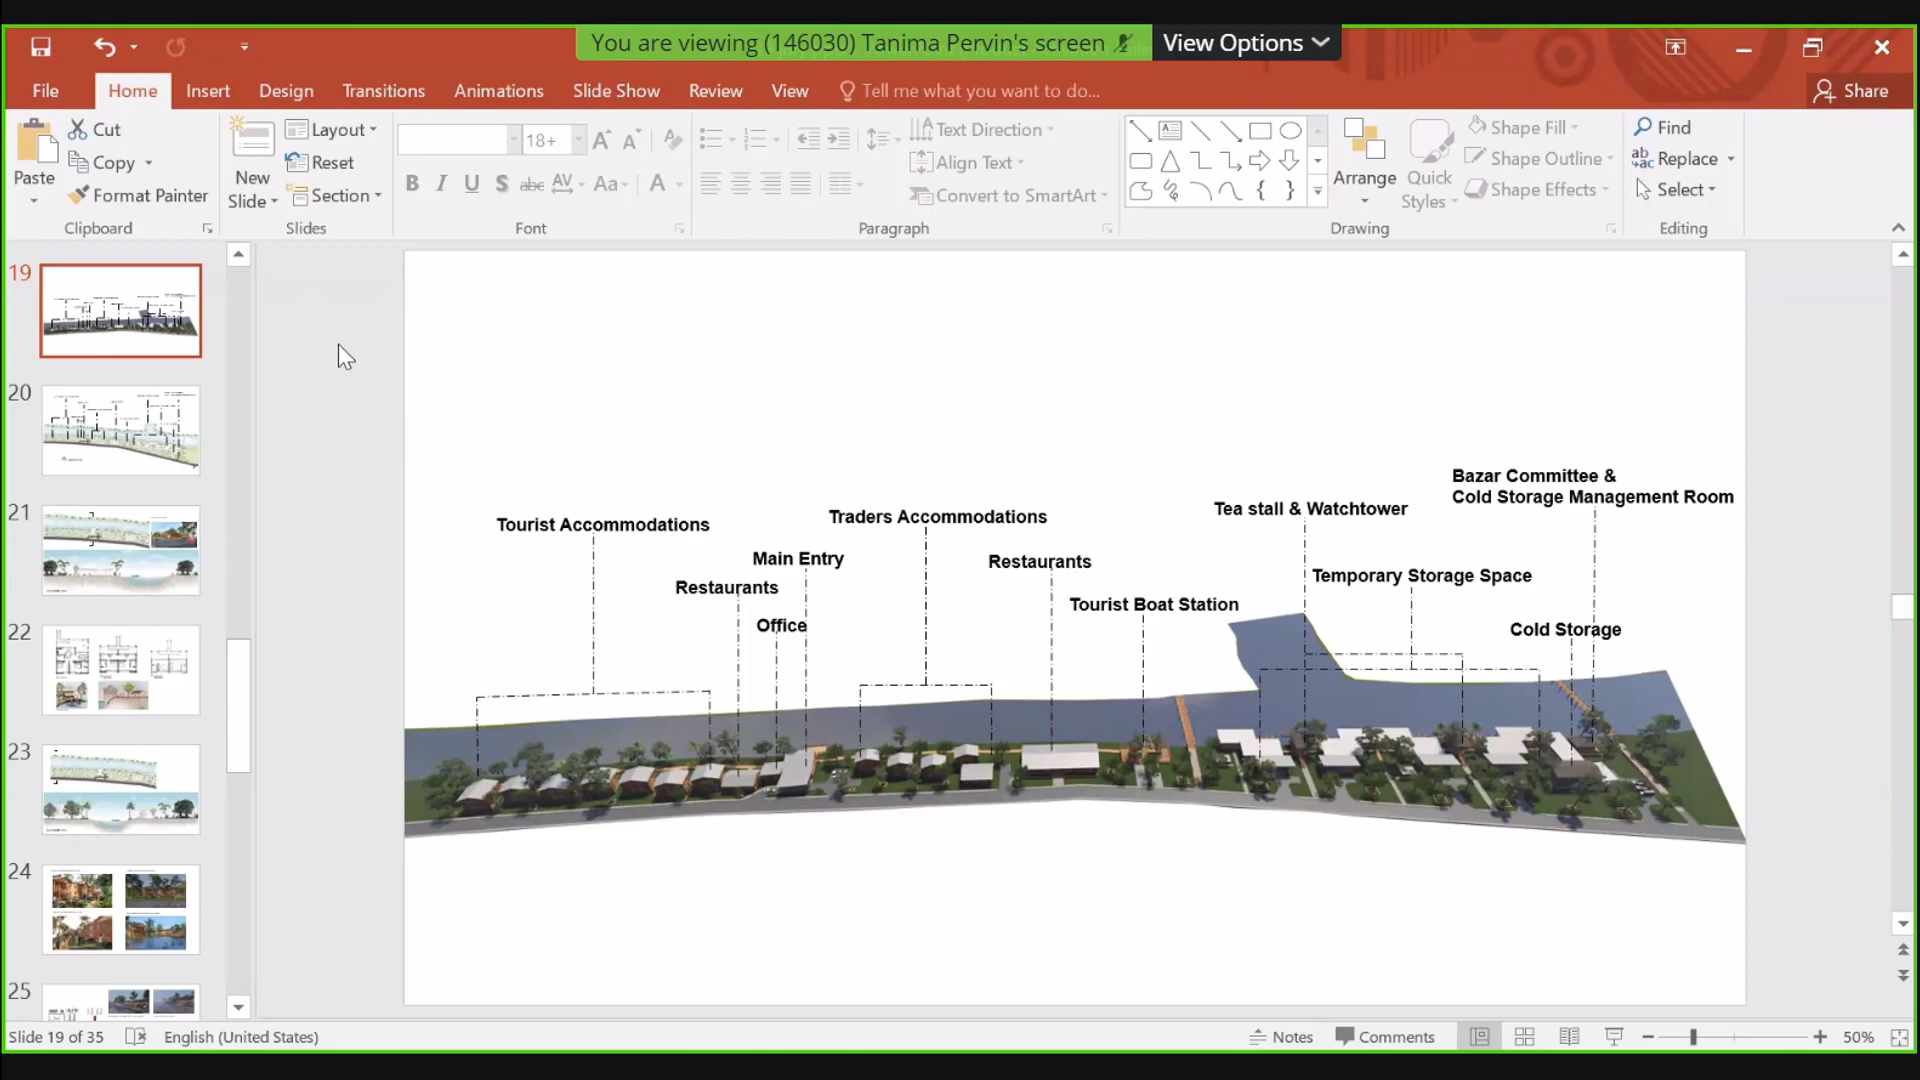 You are viewing (146030) Tanima Pervin's screen
View Options
File
Home
Insert
Design
Transitions
Animations
Slide Show
Review
View
Tell me what you want to do...
Share
Paste
Cut
Copy
Format Painter
Clipboard
New
Slide
Layout
Reset
Section
Slides
18+
B I U S abc AV Aa A
Font
Paragraph
Text Direction
Align Text
Convert to SmartArt
Arrange
Quick
Styles
Shape Fill
Shape Outline
Shape Effects
Drawing
Find
Replace
Select
Editing
19
20
21
22
23
24
25
Bazar Committee &
Cold Storage Management Room
Tea stall & Watchtower
Traders Accommodations
Tourist Accommodations
Main Entry
Restaurants
Temporary Storage Space
Restaurants
Tourist Boat Station
Office
Cold Storage
Slide 19 of 35
English (United States)
Notes
Comments
50%